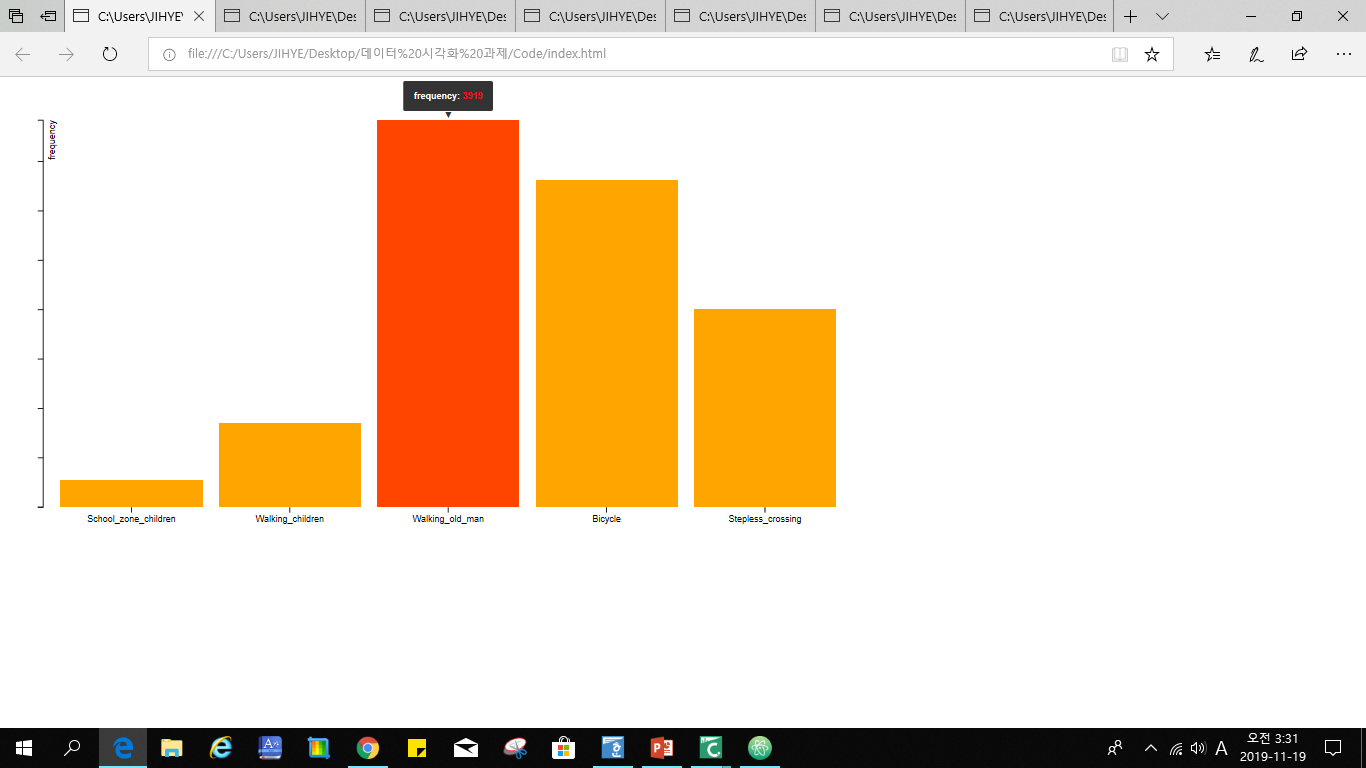 C:\Users\JIHYE\
C:\Users\JIHYE\Des
C:\Users\JIHYE\Des
C:\Users\JIHYE\Des
C:\Users\JIHYE\Des
C:\Users\JIHYE\Des
C:\Users\JIHYE\Des
file:///C:/Users/JIHYE/Desktop/데이터%20시각화%20과제/Code/index.html
frequency: 3919
frequency
School_zone_children
Walking_children
Walking_old_man
Bicycle
Stepless_crossing
A
오전 3:31
2019-11-19